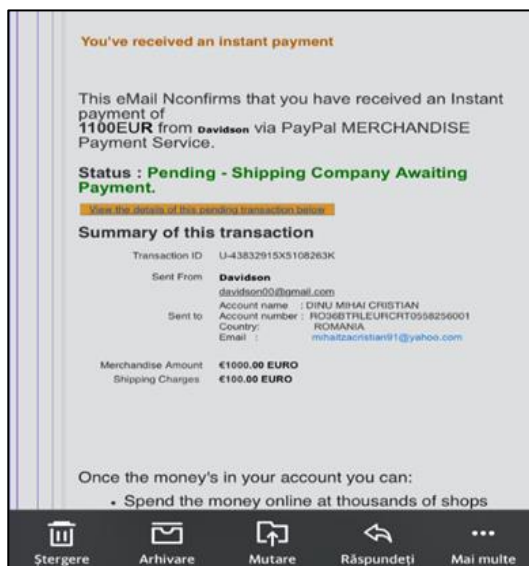 You've received an instant payment
This eMail Nconfirms that you have received an Instant
payment of
1100EUR from Davidson via PayPal MERCHANDISE
Payment Service.
Status : Pending - Shipping Company Awaiting
Payment.
View the details of this pending transaction below
Summary of this transaction
Transaction ID U-43832915X5108263K
Sent From Davidson
davidson00@gmail.com
Account name : DINU MIHAI CRISTIAN
Sent to Account number : RO36BTRLEURCRT0558256001
Country: ROMANIA
Email : mihaitzacristian91@yahoo.com
Merchandise Amount €1000.00 EURO
Shipping Charges €100.00 EURO
Once the money's in your account you can:
• Spend the money online at thousands of shops
Ștergere Arhivare Mutare Răspundeți Mai multe